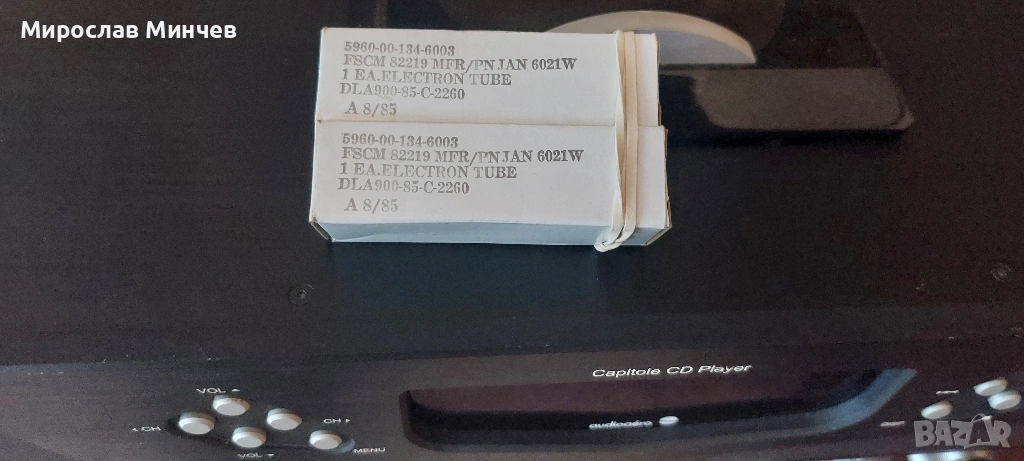 Мирослав Минчев
5960-00-134-6003
FSCM 82219 MFR/PN JAN 6021W
1 EA. ELECTRON TUBE
DLA900-85-C-2260
A 8/85
5960-00-134-6003
FSCM 82219 MFR/PN JAN 6021W
1 EA. ELECTRON TUBE
DLA900-85-C-2260
A 8/85
Capitole CD Player
VOL
CH
CH
VOL
MENU
BAZAR